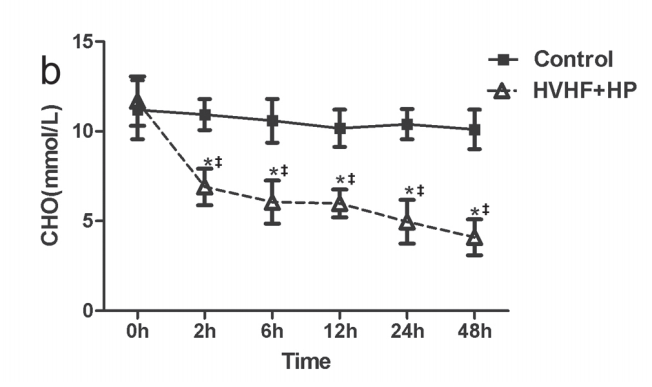 b
Control
HVHF+HP
CHO(mmol/L)
15
10
5
0
*‡
*‡
*‡
*‡
*‡
0h 2h 6h 12h 24h 48h
Time